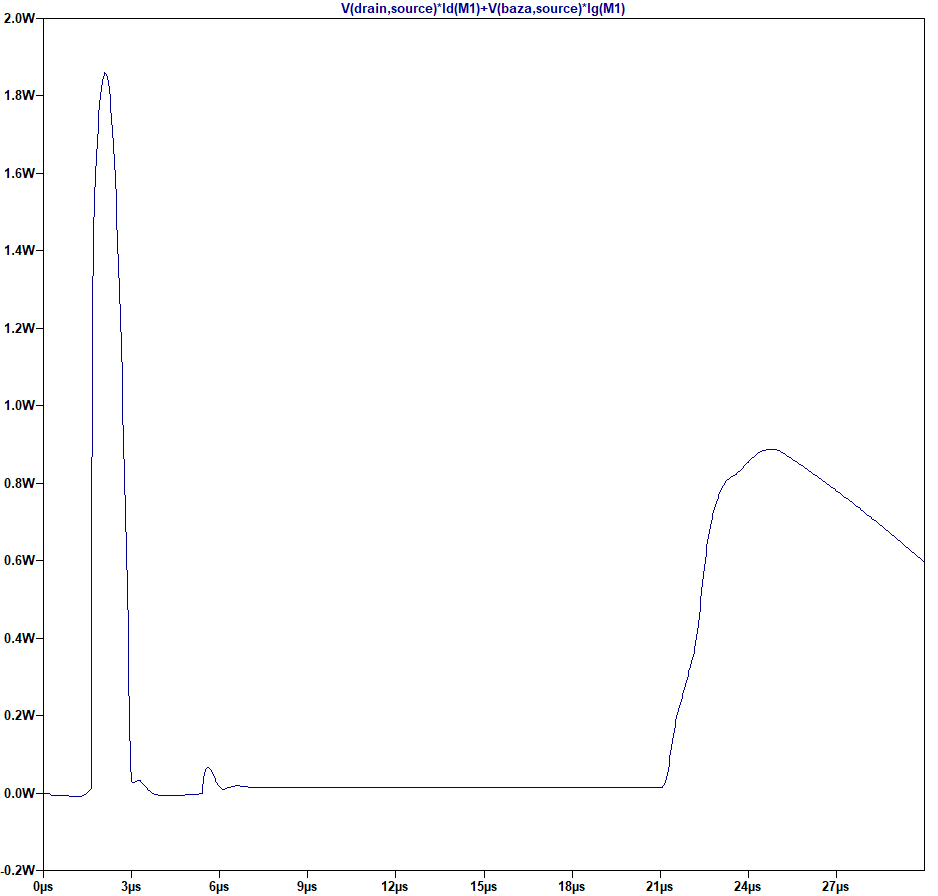 V(drain,source)*Id(M1)+V(baza,source)*Ig(M1)
2.0W
1.8W
1.6W
1.4W
1.2W
1.0W
0.8W
0.6W
0.4W
0.2W
0.0W
-0.2W
0µs 3µs 6µs 9µs 12µs 15µs 18µs 21µs 24µs 27µs